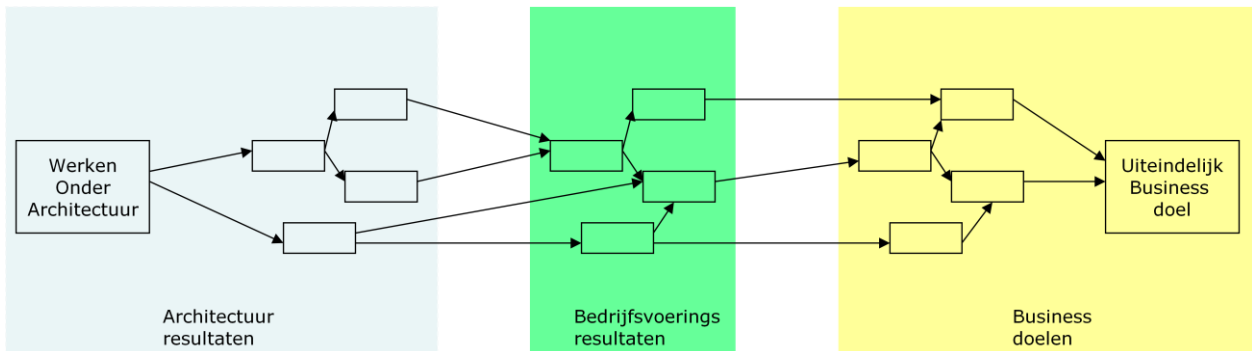 Werken
Onder
Architectuur
Uiteindelijk
Business
doel
Architectuur
resultaten
Bedrijfsvoerings
resultaten
Business
doelen